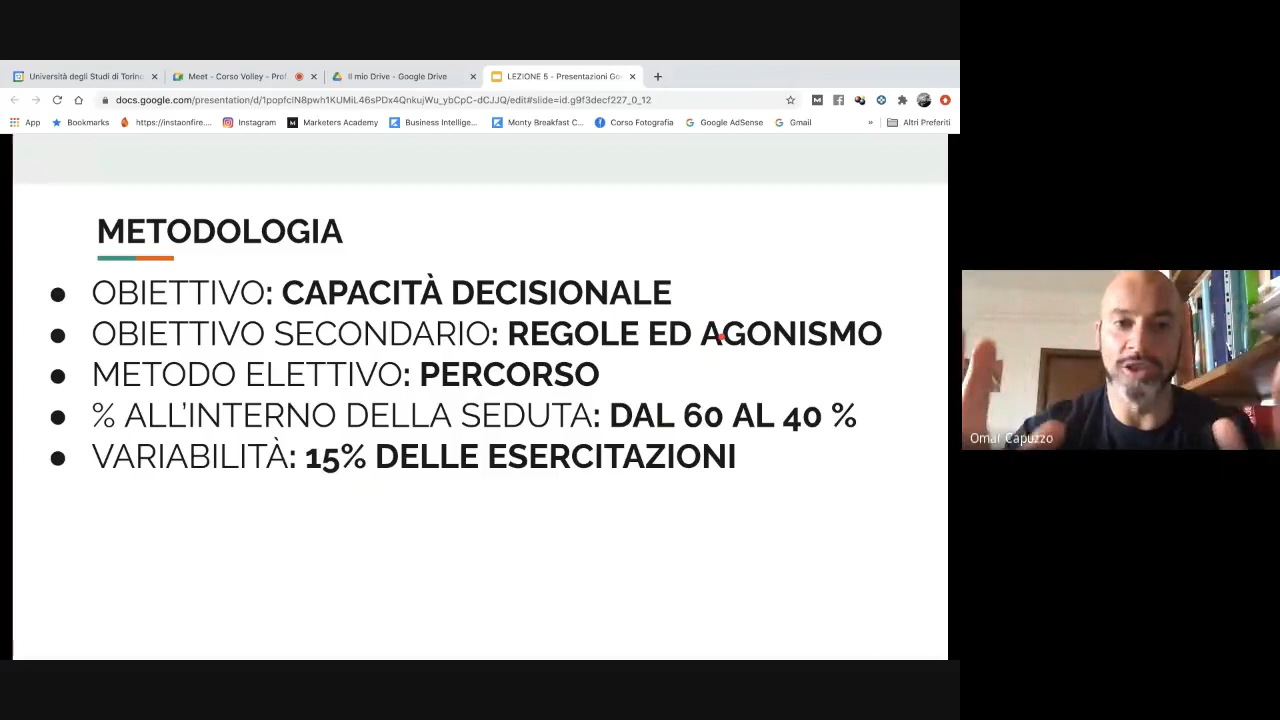 Università degli Studi di Torino
Meet - Corso Volley - Prof.
Il mio Drive - Google Drive
LEZIONE 5 - Presentazioni Goo
docs.google.com/presentation/d/1popfclN8pwh1KUMiL46sPDx4QnkujWu_ybCpC-dCJJQ/edit#slide=id.g9f3decf227_0_12
App
Bookmarks
https://instaonfire....
Instagram
Marketers Academy
Business Intellige...
Monty Breakfast C...
Corso Fotografia
Google AdSense
Gmail
»
Altri Preferiti
METODOLOGIA
● OBIETTIVO: CAPACITÀ DECISIONALE
● OBIETTIVO SECONDARIO: REGOLE ED AGONISMO
● METODO ELETTIVO: PERCORSO
● % ALL'INTERNO DELLA SEDUTA: DAL 60 AL 40 %
● VARIABILITÀ: 15% DELLE ESERCITAZIONI
Omar Capuzzo